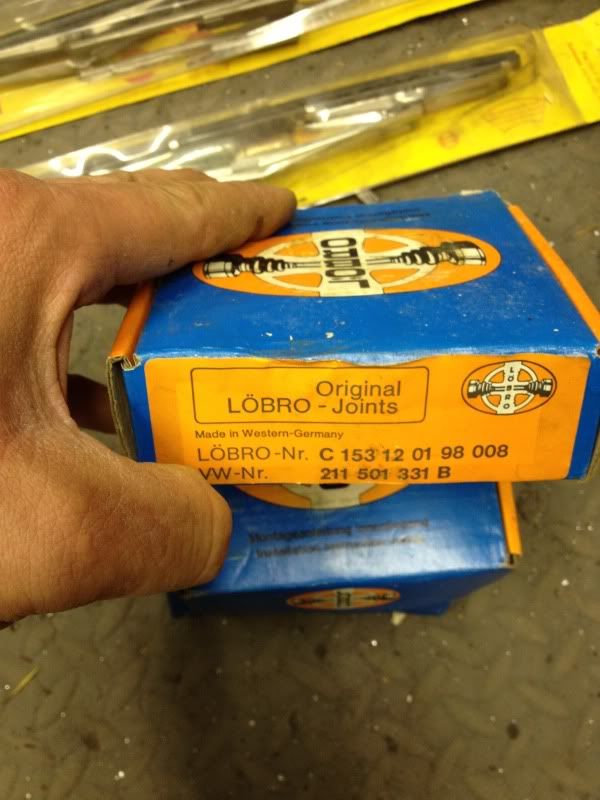 LÖBRO
Original
LÖBRO - Joints
LÖBRO
Made in Western-Germany
LÖBRO-Nr. C 153 12 01 98 008
VW-Nr. 211 501 331 B
Montageanleitung